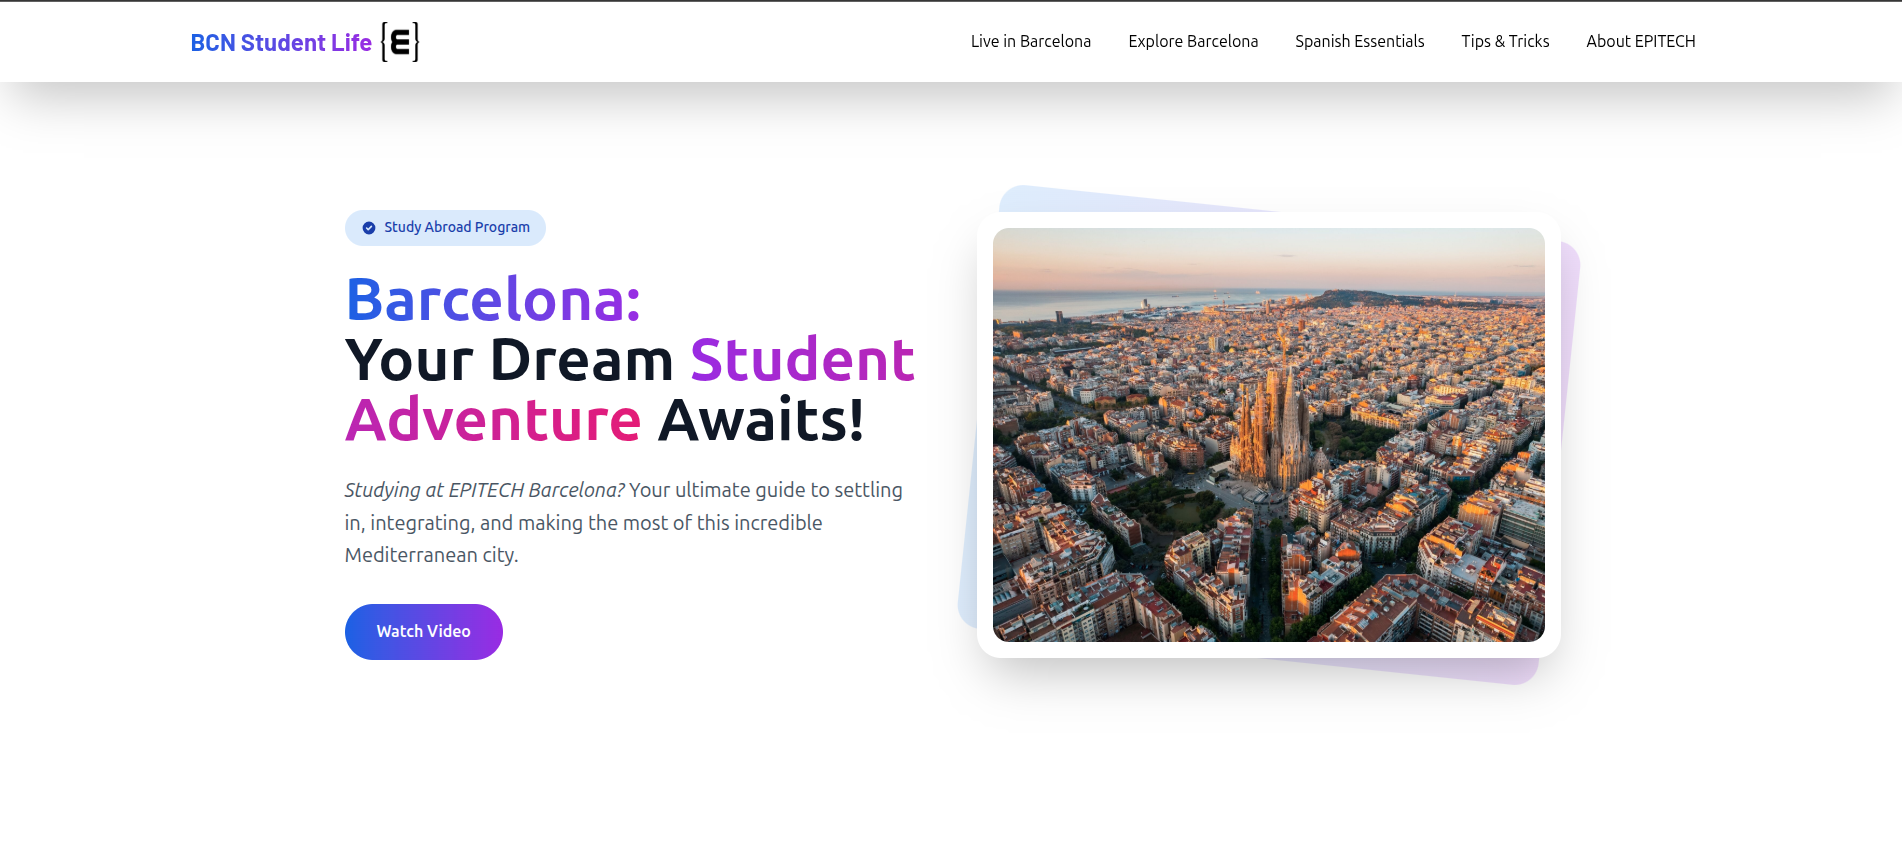 BCN Student Life {E}
Live in Barcelona
Explore Barcelona
Spanish Essentials
Tips & Tricks
About EPITECH
Study Abroad Program
Barcelona:
Your Dream Student
Adventure Awaits!
Studying at EPITECH Barcelona? Your ultimate guide to settling
in, integrating, and making the most of this incredible
Mediterranean city.
Watch Video